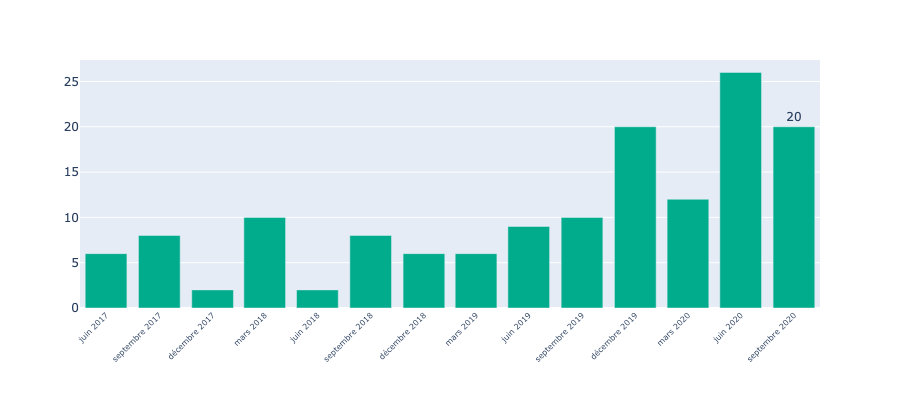 25
20
20
15
10
5
0
juin 2017
septembre 2017
décembre 2017
mars 2018
juin 2018
septembre 2018
décembre 2018
mars 2019
juin 2019
septembre 2019
décembre 2019
mars 2020
juin 2020
septembre 2020